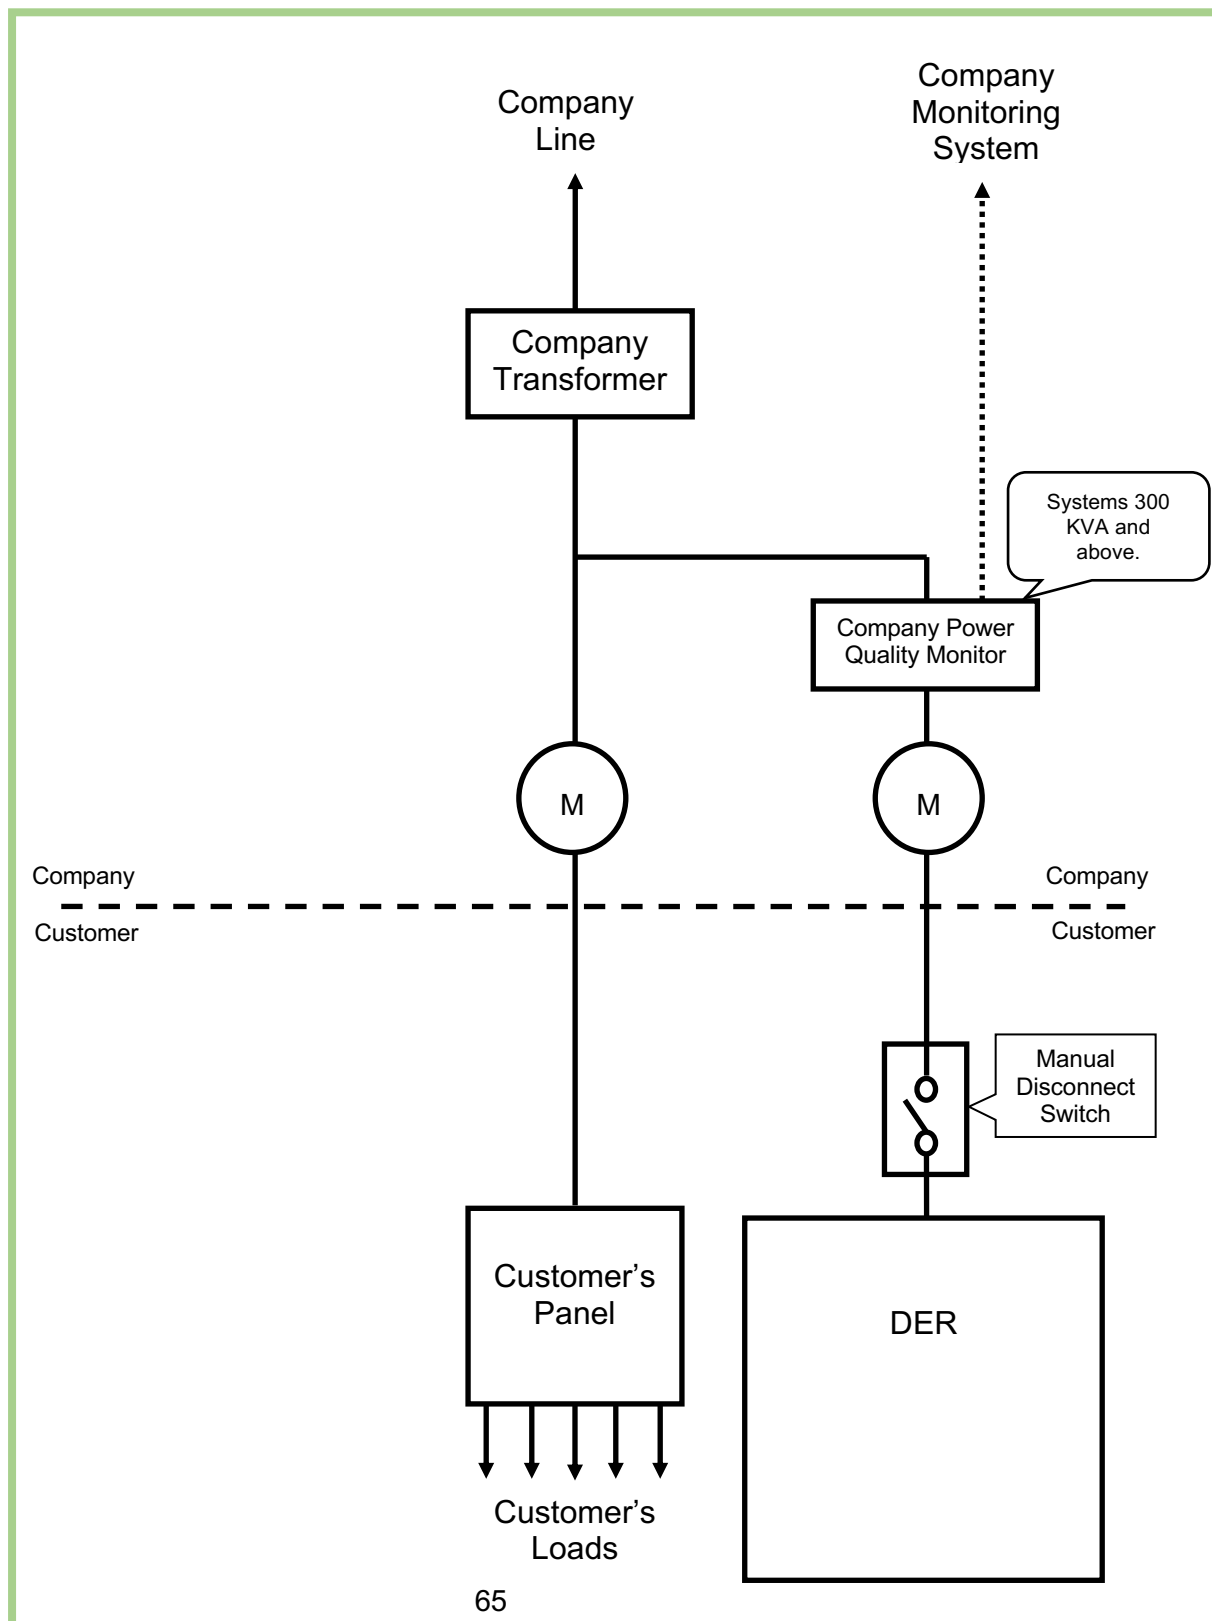 Company
Line
Company
Monitoring
System
Company
Transformer
Systems 300
KVA and
above.
Company Power
Quality Monitor
M
M
Company
Company
Customer
Customer
Manual
Disconnect
Switch
Customer’s
Panel
DER
Customer’s
Loads
65